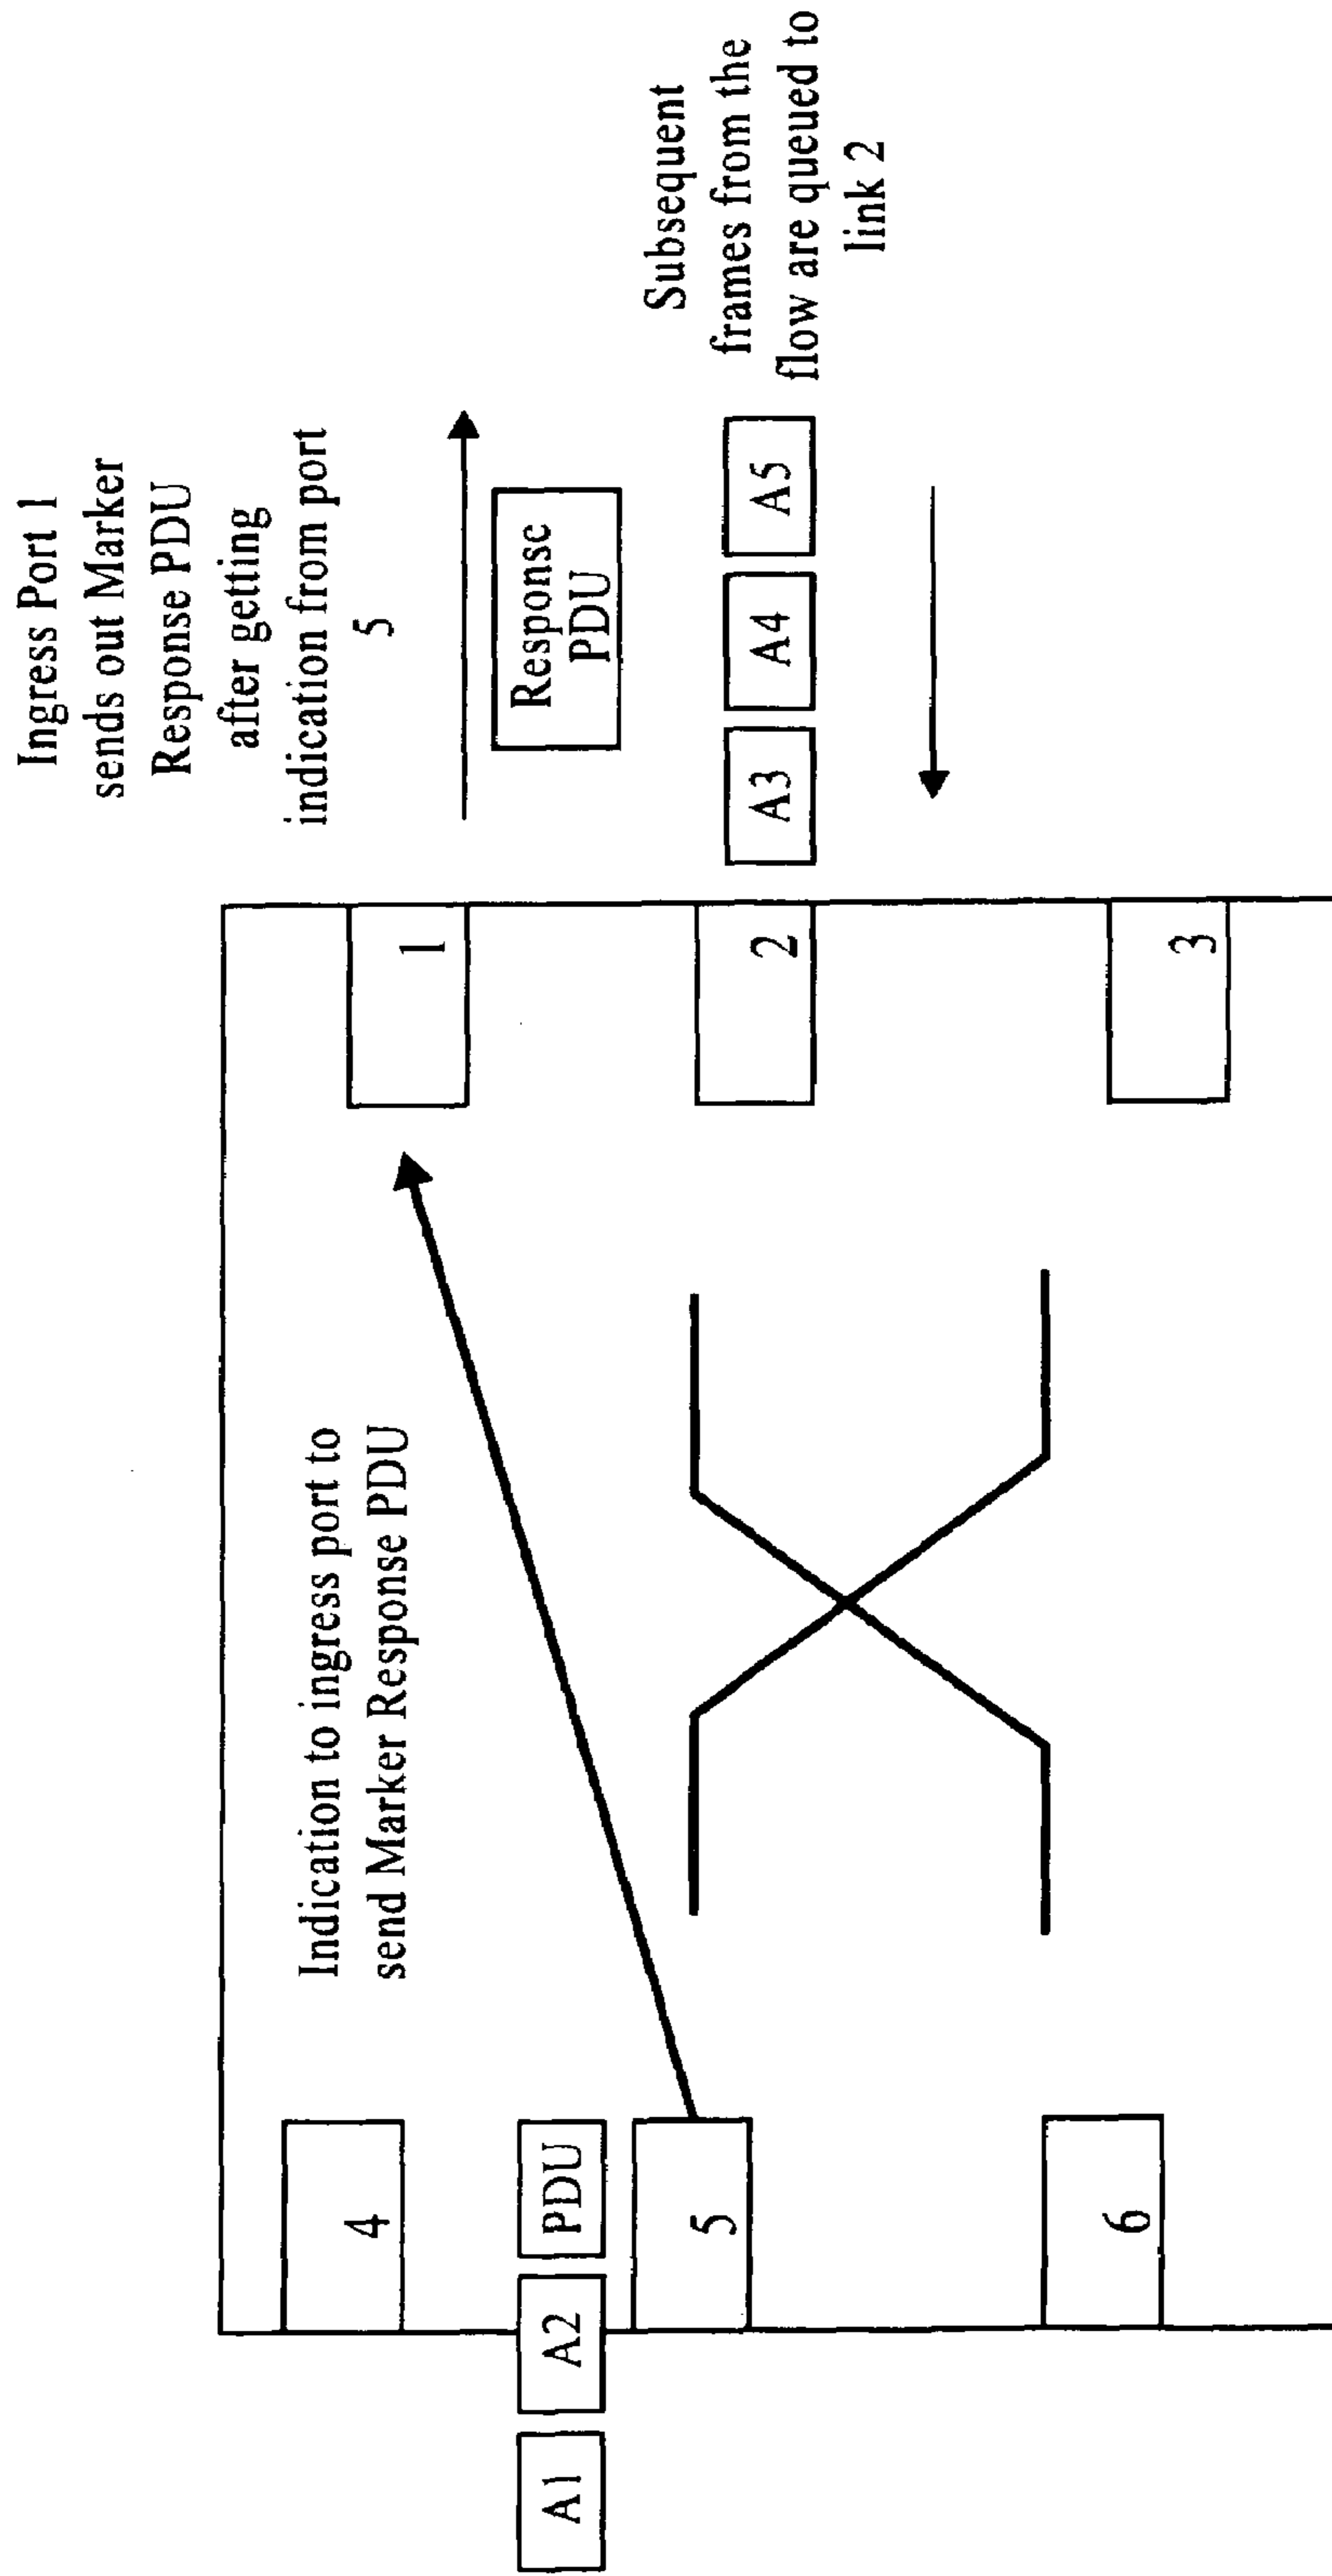 Ingress Port 1
sends out Marker
Response PDU
after getting
indication from port
5
Indication to ingress port to
send Marker Response PDU
4
1
Response
PDU
A1
A2
PDU
5
2
A3
A4
A5
Subsequent
frames from the
flow are queued to
link 2
6
3